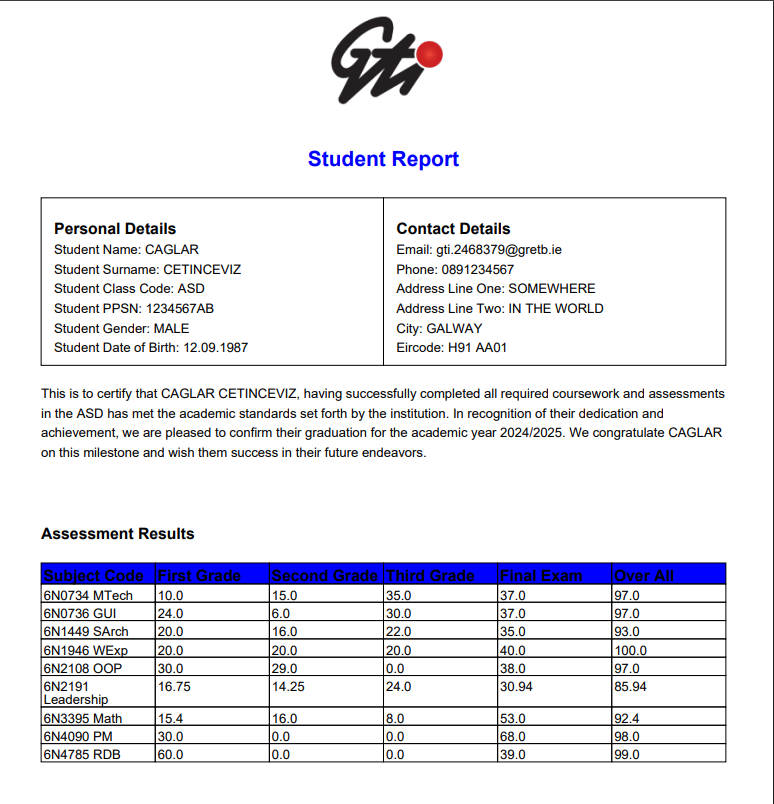 Gti
Student Report
Personal Details
Student Name: CAGLAR
Student Surname: CETINCEVIZ
Student Class Code: ASD
Student PPSN: 1234567AB
Student Gender: MALE
Student Date of Birth: 12.09.1987
Contact Details
Email: gti.2468379@gretb.ie
Phone: 0891234567
Address Line One: SOMEWHERE
Address Line Two: IN THE WORLD
City: GALWAY
Eircode: H91 AA01
This is to certify that CAGLAR CETINCEVIZ, having successfully completed all required coursework and assessments
in the ASD has met the academic standards set forth by the institution. In recognition of their dedication and
achievement, we are pleased to confirm their graduation for the academic year 2024/2025. We congratulate CAGLAR
on this milestone and wish them success in their future endeavors.
Assessment Results
Subject Code First Grade Second Grade Third Grade Final Exam Over All
6N0734 MTech 10.0 15.0 35.0 37.0 97.0
6N0736 GUI 24.0 6.0 30.0 37.0 97.0
6N1449 SArch 20.0 16.0 22.0 35.0 93.0
6N1946 WExp 20.0 20.0 20.0 40.0 100.0
6N2108 OOP 30.0 29.0 0.0 38.0 97.0
6N2191 16.75 14.25 24.0 30.94 85.94
Leadership
6N3395 Math 15.4 16.0 8.0 53.0 92.4
6N4090 PM 30.0 0.0 0.0 68.0 98.0
6N4785 RDB 60.0 0.0 0.0 39.0 99.0